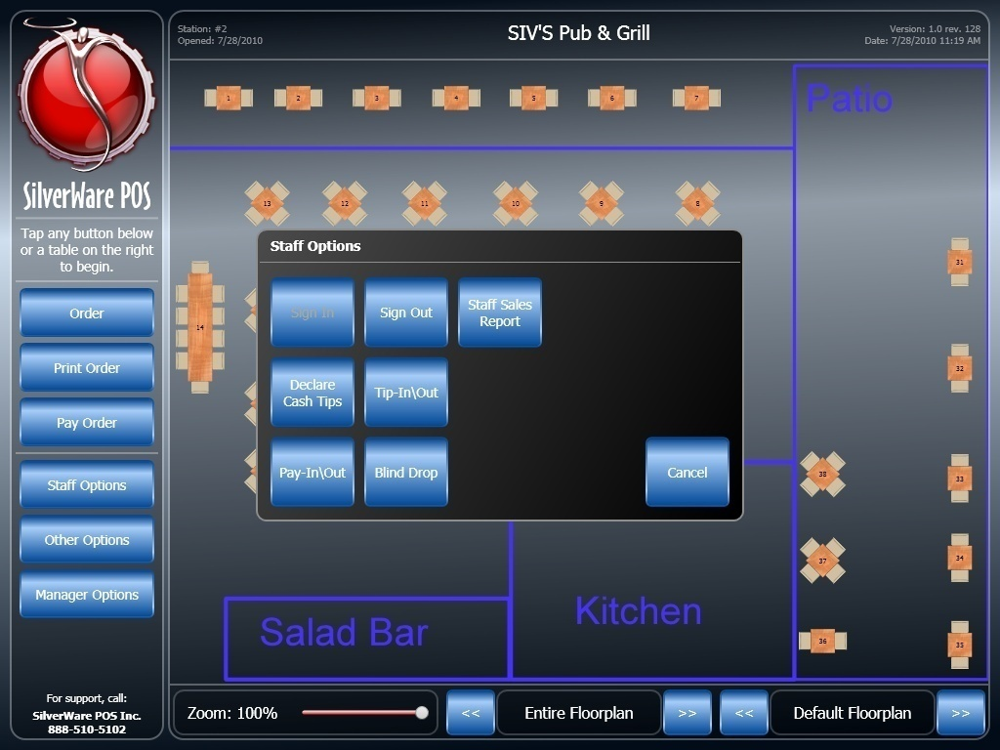 SilverWare POS
Tap any button below
or a table on the right
to begin.
Order
Print Order
Pay Order
Staff Options
Other Options
Manager Options
For support, call:
SilverWare POS Inc.
888-510-5102
Station: #2
Opened: 7/28/2010
SIV'S Pub & Grill
Version: 1.0 rev. 128
Date: 7/28/2010 11:19 AM
1 2 3 4 5 6 7
Patio
13 12 11 10 9 8
14
31
32
33
34
35
38
37
36
Staff Options
Sign In
Sign Out
Staff Sales
Report
Declare
Cash Tips
Tip-In\Out
Pay-In\Out
Blind Drop
Cancel
Salad Bar
Kitchen
Zoom: 100%
<<
Entire Floorplan
>>
<<
Default Floorplan
>>